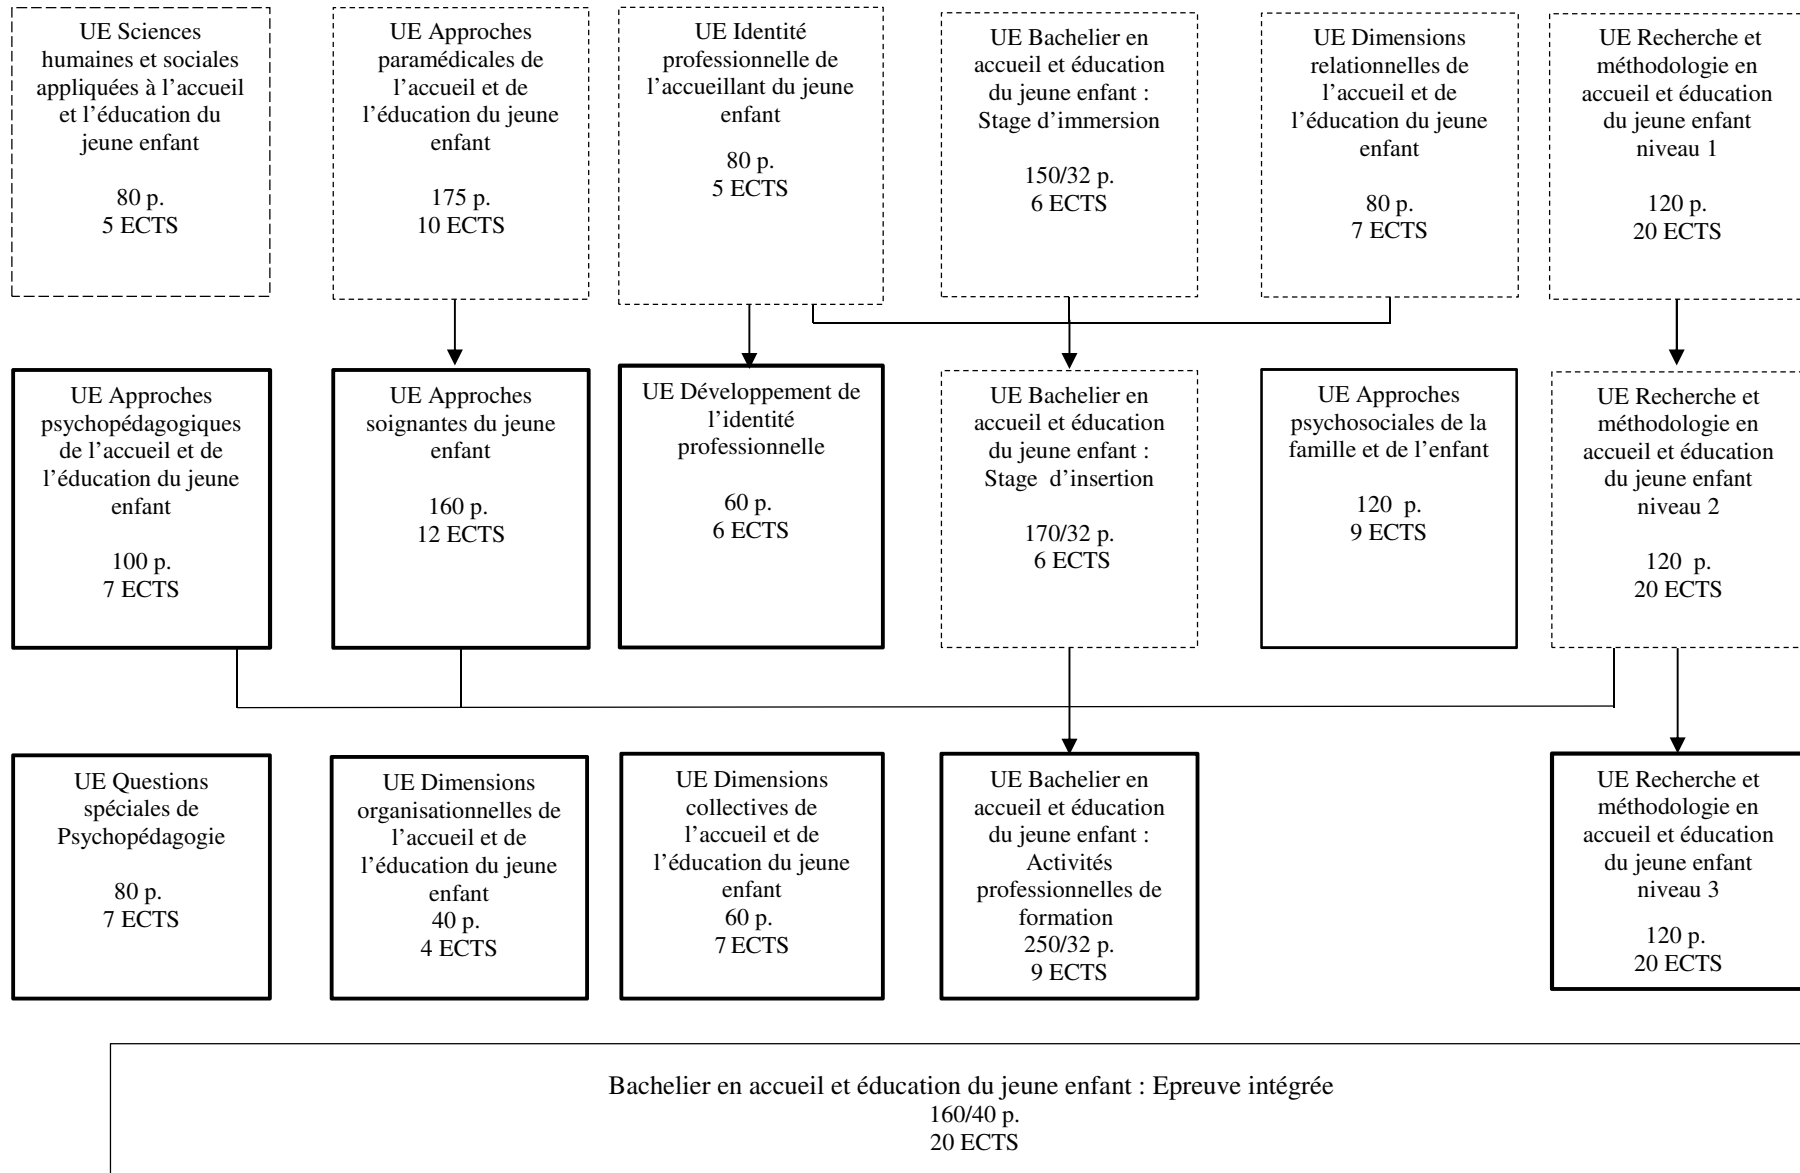 UE Sciences
humaines et sociales
appliquées à l'accueil
et l'éducation du
jeune enfant
80 p.
5 ECTS
UE Approches
paramédicales de
l'accueil et de
l'éducation du jeune
enfant
175 p.
10 ECTS
UE Identité
professionnelle de
l'accueillant du jeune
enfant
80 p.
5 ECTS
UE Bachelier en
accueil et éducation
du jeune enfant :
Stage d'immersion
150/32 p.
6 ECTS
UE Dimensions
relationnelles de
l'accueil et de
l'éducation du jeune
enfant
80 p.
7 ECTS
UE Recherche et
méthodologie en
accueil et éducation
du jeune enfant
niveau 1
120 p.
20 ECTS
UE Approches
psychopédagogiques
de l'accueil et de
l'éducation du jeune
enfant
100 p.
7 ECTS
UE Approches
soignantes du jeune
enfant
160 p.
12 ECTS
UE Développement de
l'identité
professionnelle
60 p.
6 ECTS
UE Bachelier en
accueil et éducation
du jeune enfant :
Stage d'insertion
170/32 p.
6 ECTS
UE Approches
psychosociales de la
famille et de l'enfant
120 p.
9 ECTS
UE Recherche et
méthodologie en
accueil et éducation
du jeune enfant
niveau 2
120 p.
20 ECTS
UE Questions
spéciales de
Psychopédagogie
80 p.
7 ECTS
UE Dimensions
organisationnelles de
l'accueil et de
l'éducation du jeune
enfant
40 p.
4 ECTS
UE Dimensions
collectives de
l'accueil et de
l'éducation du jeune
enfant
60 p.
7 ECTS
UE Bachelier en
accueil et éducation
du jeune enfant :
Activités
professionnelles de
formation
250/32 p.
9 ECTS
UE Recherche et
méthodologie en
accueil et éducation
du jeune enfant
niveau 3
120 p.
20 ECTS
Bachelier en accueil et éducation du jeune enfant : Epreuve intégrée
160/40 p.
20 ECTS